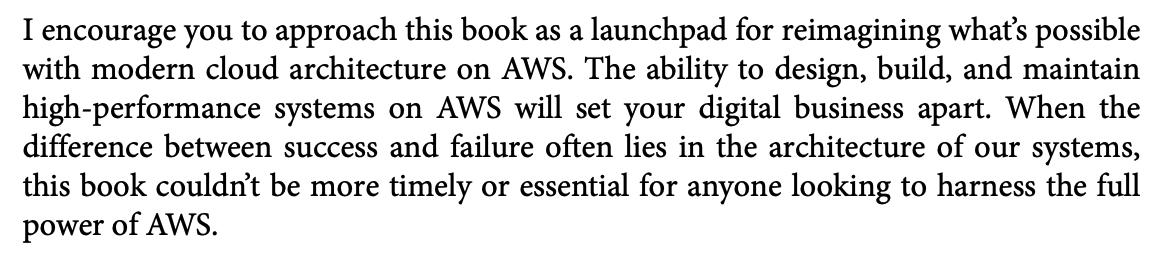 I encourage you to approach this book as a launchpad for reimagining what’s possible
with modern cloud architecture on AWS. The ability to design, build, and maintain
high-performance systems on AWS will set your digital business apart. When the
difference between success and failure often lies in the architecture of our systems,
this book couldn’t be more timely or essential for anyone looking to harness the full
power of AWS.